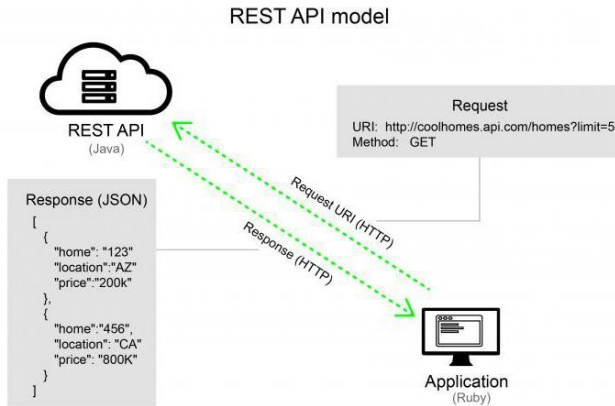 REST API model
REST API
(Java)
Request
URI: http://coolhomes.api.com/homes?limit=5
Method: GET
Request URI (HTTP)
Response (HTTP)
Response (JSON)
[
{
"home": "123"
"location":"AZ"
"price":"200k"
},
{
"home":"456",
"location": "CA"
"price": "800K"
}
]
Application
(Ruby)